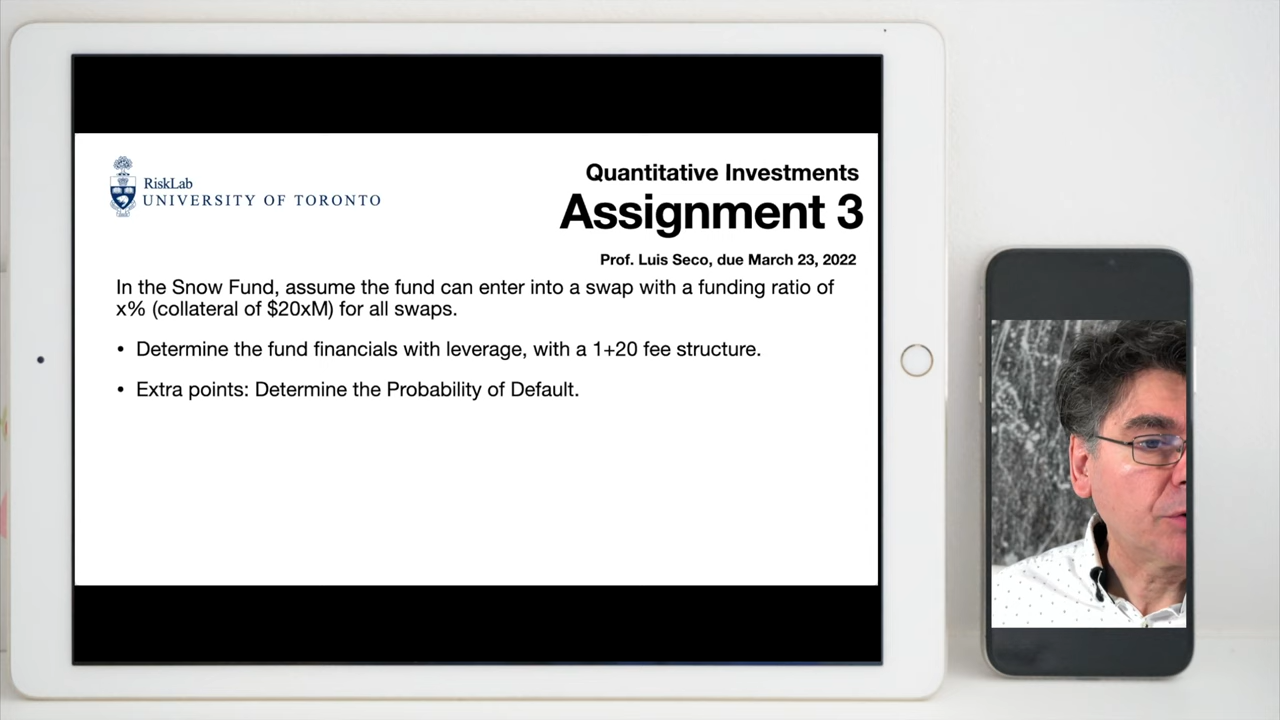 RiskLab
UNIVERSITY OF TORONTO
Quantitative Investments
Assignment 3
Prof. Luis Seco, due March 23, 2022
In the Snow Fund, assume the fund can enter into a swap with a funding ratio of
x% (collateral of $20xM) for all swaps.
• Determine the fund financials with leverage, with a 1+20 fee structure.
• Extra points: Determine the Probability of Default.